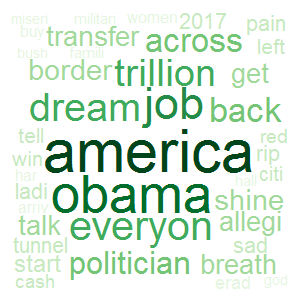 miseri militari women 2017 pain
buy transfer across left
bush famili
border trillion get
dream job back
tell red
america
win rip
har citi
ladi obama hall shine
arriv
talk everyon allegi
tunnel sad
start politician breath
cash erad god